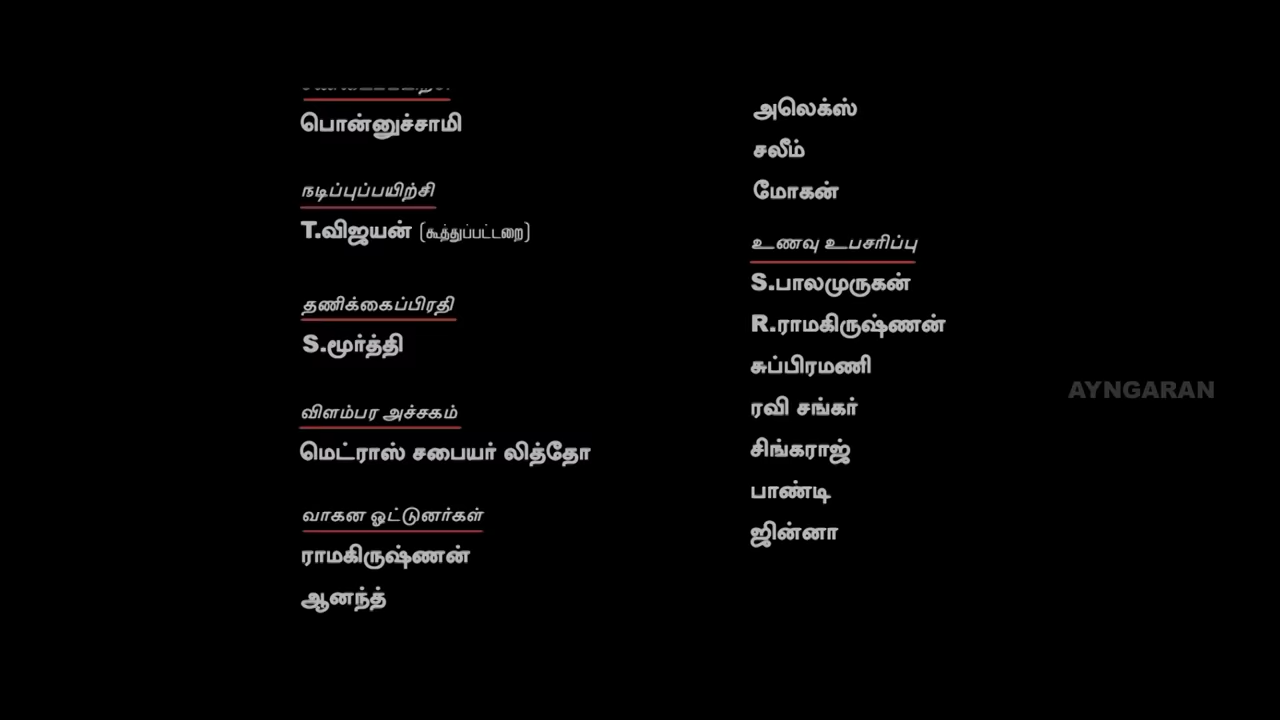 பொன்னுச்சாமி
நடிப்புப்பயிற்சி
T.விஜயன் (கூத்துப்பட்டறை)
தணிக்கைப்பிரதி
S.மூர்த்தி
விளம்பர அச்சகம்
மெட்ராஸ் சபையர் லித்தோ
வாகன ஓட்டுனர்கள்
ராமகிருஷ்ணன்
ஆனந்த்
அலெக்ஸ்
சலீம்
மோகன்
உணவு உபசரிப்பு
S.பாலமுருகன்
R.ராமகிருஷ்ணன்
சுப்பிரமணி
ரவி சங்கர்
சிங்கராஜ்
பாண்டி
ஜின்னா
AYNGARAN